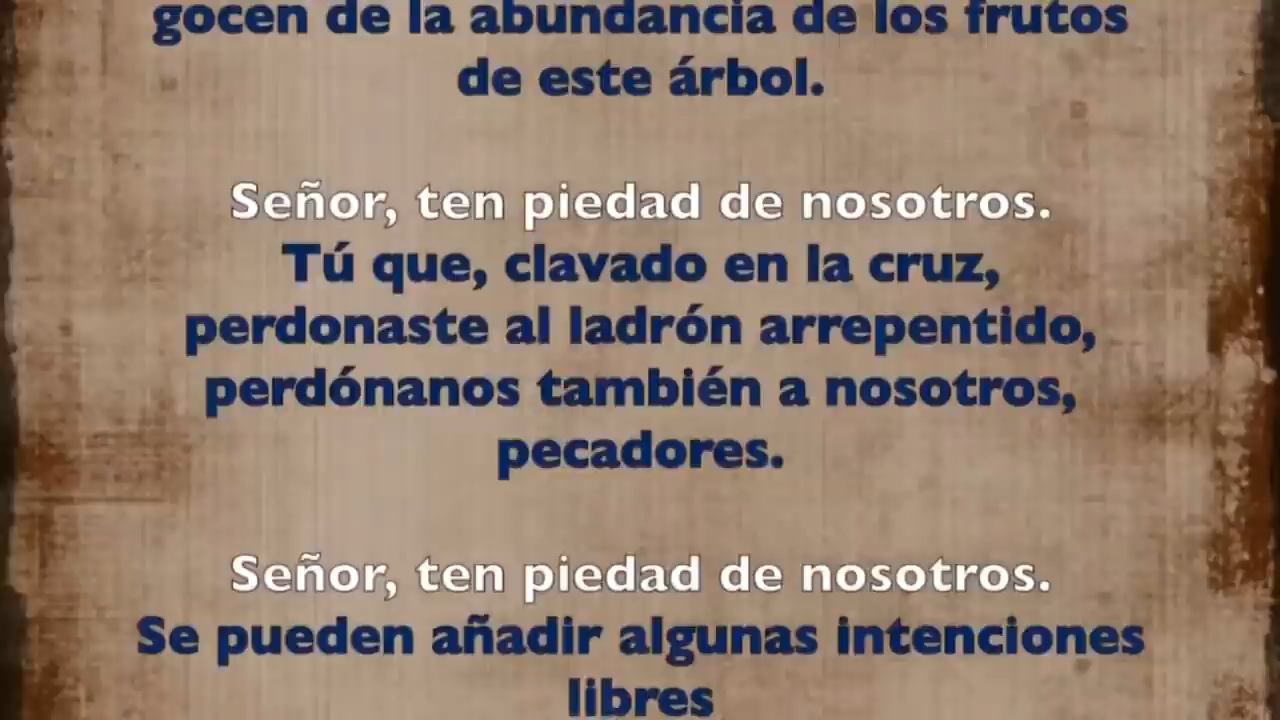 gocen de la abundancia de los frutos
de este árbol.
Señor, ten piedad de nosotros.
Tú que, clavado en la cruz,
perdonaste al ladrón arrepentido,
perdónanos también a nosotros,
pecadores.
Señor, ten piedad de nosotros.
Se pueden añadir algunas intenciones
libres